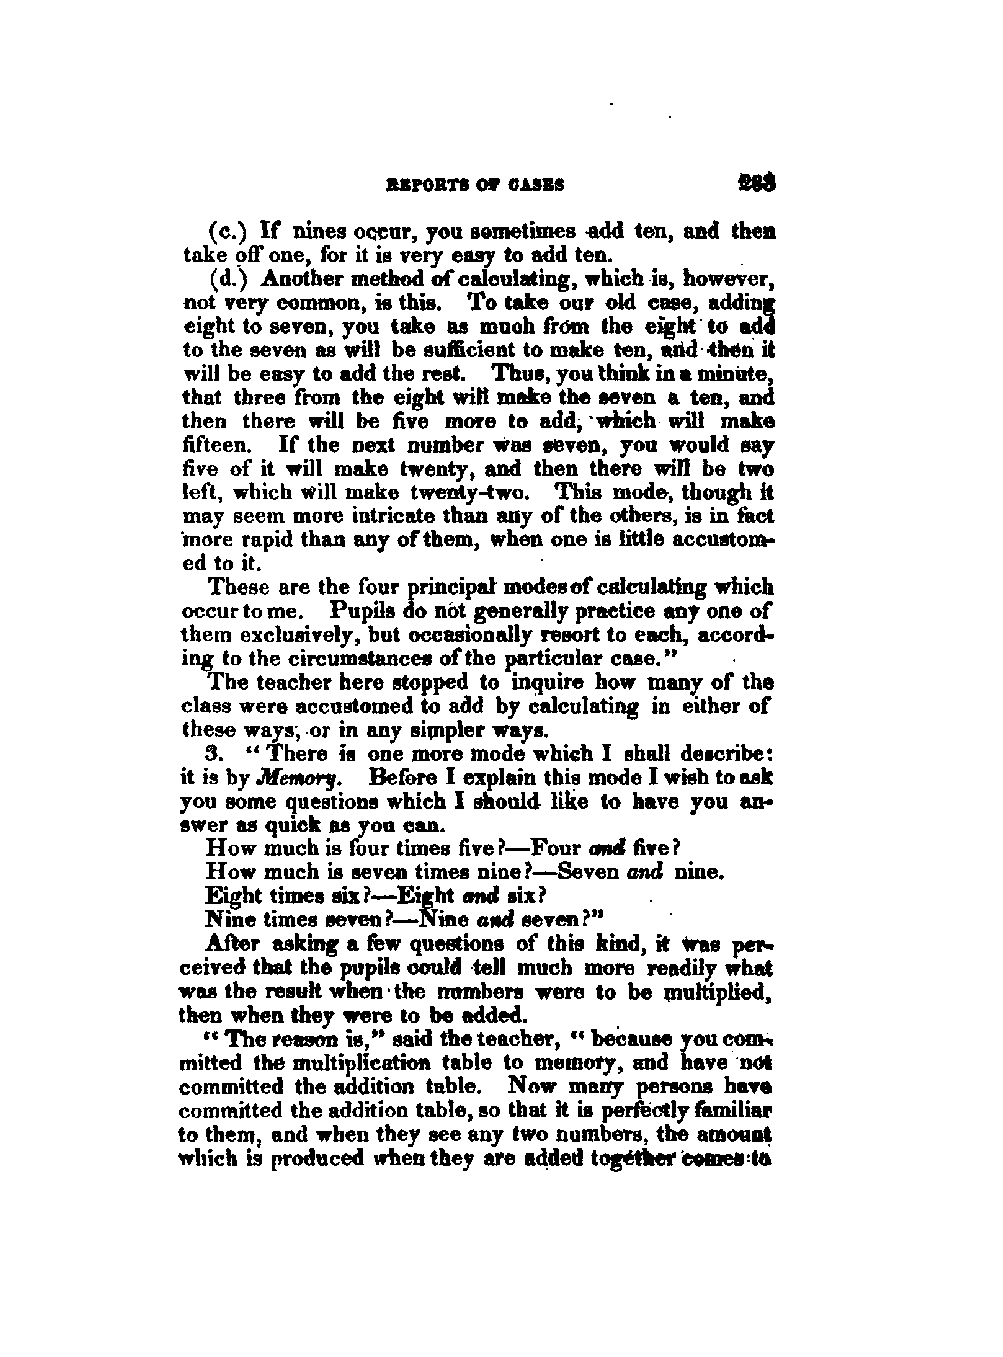 REPORTS OF CASES 283
(c.) If nines occur, you sometimes add ten, and then
take off one, for it is very easy to add ten.
(d.) Another method of calculating, which is, however,
not very common, is this. To take our old case, adding
eight to seven, you take as much from the eight to add
to the seven as will be sufficient to make ten, and then it
will be easy to add the rest. Thus, you think in a minute,
that three from the eight will make the seven a ten, and
then there will be five more to add, which will make
fifteen. If the next number was seven, you would say
five of it will make twenty, and then there will be two
left, which will make twenty-two. This mode, though it
may seem more intricate than any of the others, is in fact
more rapid than any of them, when one is little accustom-
ed to it.
These are the four principal modes of calculating which
occur to me. Pupils do not generally practice any one of
them exclusively, but occasionally resort to each, accord-
ing to the circumstances of the particular case."
The teacher here stopped to inquire how many of the
class were accustomed to add by calculating in either of
these ways, or in any simpler ways.
3. "There is one more mode which I shall describe:
it is by Memory. Before I explain this mode I wish to ask
you some questions which I should like to have you an-
swer as quick as you can.
How much is four times five?—Four and five?
How much is seven times nine?—Seven and nine.
Eight times six?—Eight and six?
Nine times seven?—Nine and seven?"
After asking a few questions of this kind, it was per-
ceived that the pupils could tell much more readily what
was the result when the numbers were to be multiplied,
then when they were to be added.
"The reason is," said the teacher, "because you com-
mitted the multiplication table to memory, and have not
committed the addition table. Now many persons have
committed the addition table, so that it is perfectly familiar
to them, and when they see any two numbers, the amount
which is produced when they are added together comes to